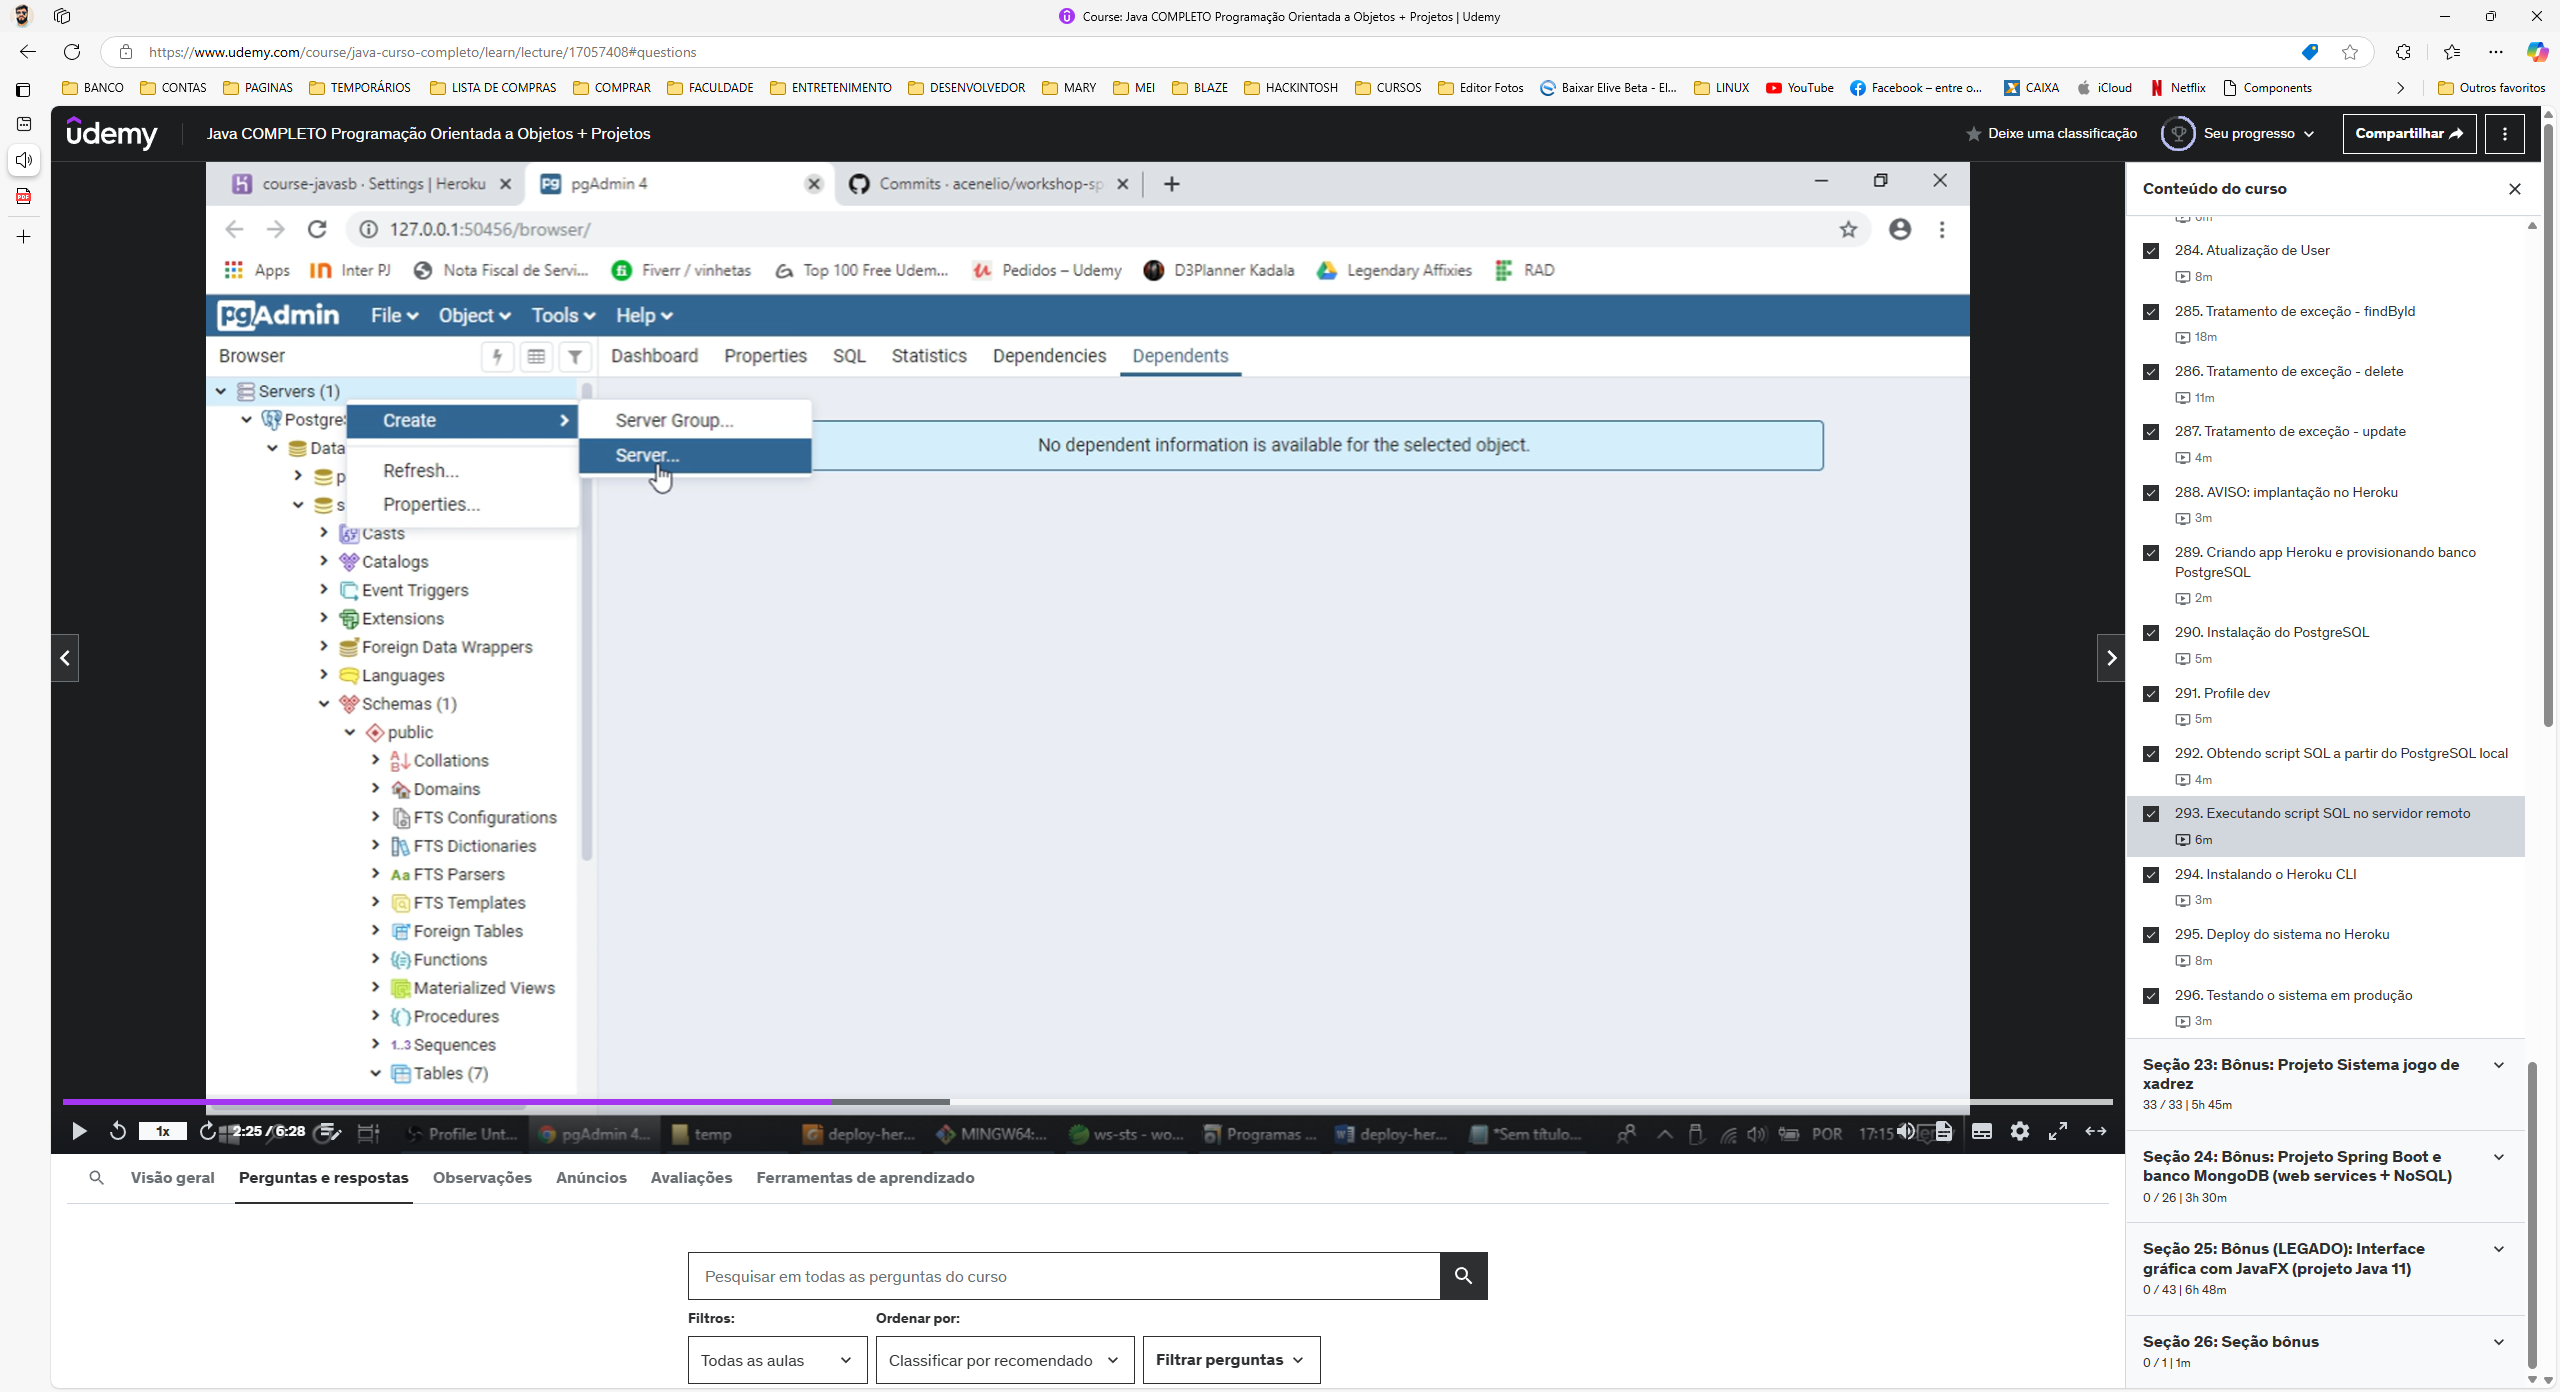 Course: Java COMPLETO Programação Orientada a Objetos + Projetos | Udemy
https://www.udemy.com/course/java-curso-completo/learn/lecture/17057408#questions
BANCO CONTAS PAGINAS TEMPORÁRIOS LISTA DE COMPRAS COMPRAR FACULDADE ENTRETENIMENTO DESENVOLVEDOR MARY MEI BLAZE HACKINTOSH CURSOS Editor Fotos Baixar Elive Beta - El... LINUX YouTube Facebook – entre o... CAIXA iCloud Netflix Components Outros favoritos
udemy Java COMPLETO Programação Orientada a Objetos + Projetos Deixe uma classificação Seu progresso Compartilhar
course-javasb · Settings | Heroku pgAdmin 4 Commits · acenelio/workshop-sp
127.0.0.1:50456/browser/
Apps Inter PJ Nota Fiscal de Servi... Fiverr / vinhetas Top 100 Free Udem... Pedidos – Udemy D3Planner Kadala Legendary Affixies RAD
pgAdmin File Object Tools Help
Browser Dashboard Properties SQL Statistics Dependencies Dependents
Servers (1)
Postgre
Data
p
s
Create
Refresh...
Properties...
Server Group...
Server...
No dependent information is available for the selected object.
Casts
Catalogs
Event Triggers
Extensions
Foreign Data Wrappers
Languages
Schemas (1)
public
Collations
Domains
FTS Configurations
FTS Dictionaries
Aa FTS Parsers
FTS Templates
Foreign Tables
Functions
Materialized Views
Procedures
1..3 Sequences
Tables (7)
1x 2:25 / 6:28 Profile: Unt... pgAdmin 4... temp deploy-her... MINGW64:... ws-sts - wo... Programas ... deploy-her... *Sem título... POR 17:15
Visão geral Perguntas e respostas Observações Anúncios Avaliações Ferramentas de aprendizado
Pesquisar em todas as perguntas do curso
Filtros: Ordenar por:
Todas as aulas Classificar por recomendado Filtrar perguntas
Conteúdo do curso
284. Atualização de User
8m
285. Tratamento de exceção - findById
18m
286. Tratamento de exceção - delete
11m
287. Tratamento de exceção - update
4m
288. AVISO: implantação no Heroku
3m
289. Criando app Heroku e provisionando banco
PostgreSQL
2m
290. Instalação do PostgreSQL
5m
291. Profile dev
5m
292. Obtendo script SQL a partir do PostgreSQL local
4m
293. Executando script SQL no servidor remoto
6m
294. Instalando o Heroku CLI
3m
295. Deploy do sistema no Heroku
8m
296. Testando o sistema em produção
3m
Seção 23: Bônus: Projeto Sistema jogo de
xadrez
33 / 33 | 5h 45m
Seção 24: Bônus: Projeto Spring Boot e
banco MongoDB (web services + NoSQL)
0 / 26 | 3h 30m
Seção 25: Bônus (LEGADO): Interface
gráfica com JavaFX (projeto Java 11)
0 / 43 | 6h 48m
Seção 26: Seção bônus
0 / 1 | 1m